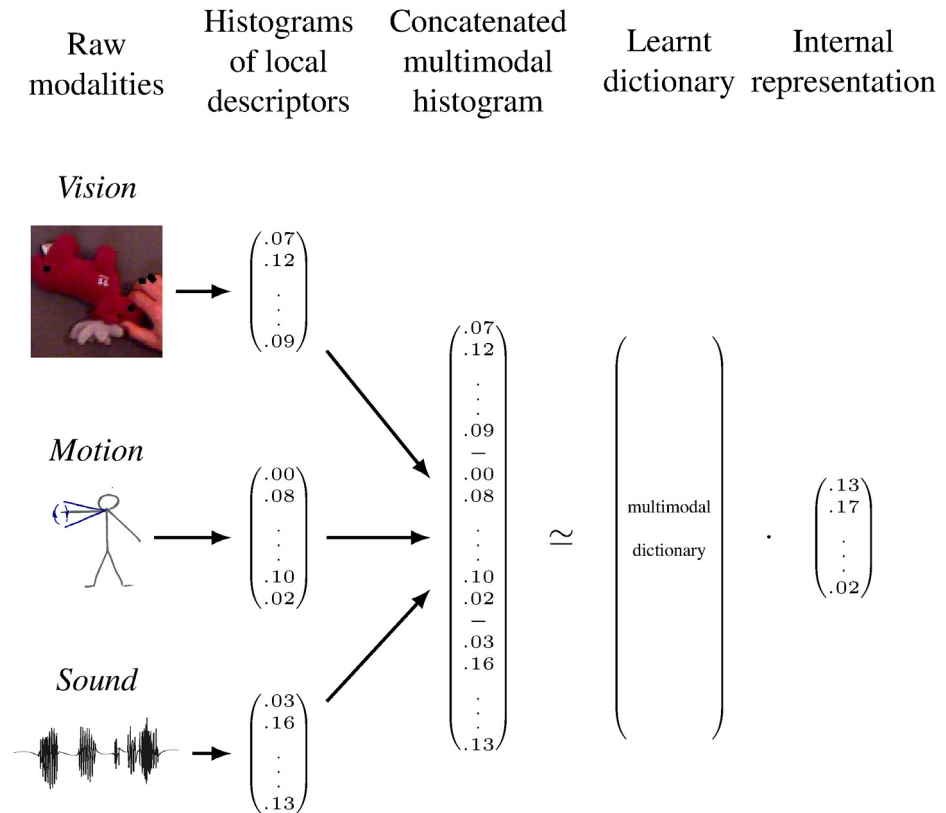 Raw
modalities
Histograms
of local
descriptors
Concatenated
multimodal
histogram
Learnt
dictionary
Internal
representation
Vision
.07
.12
.
.
.
.09
Motion
.00
.08
.
.
.
.10
.02
Sound
.03
.16
.
.
.
.13
.07
.12
.
.
.
.09
—
.00
.08
.
.
.
.10
.02
—
.03
.16
.
.
.
.13
≃
multimodal
dictionary
·
.13
.17
.
.
.
.02